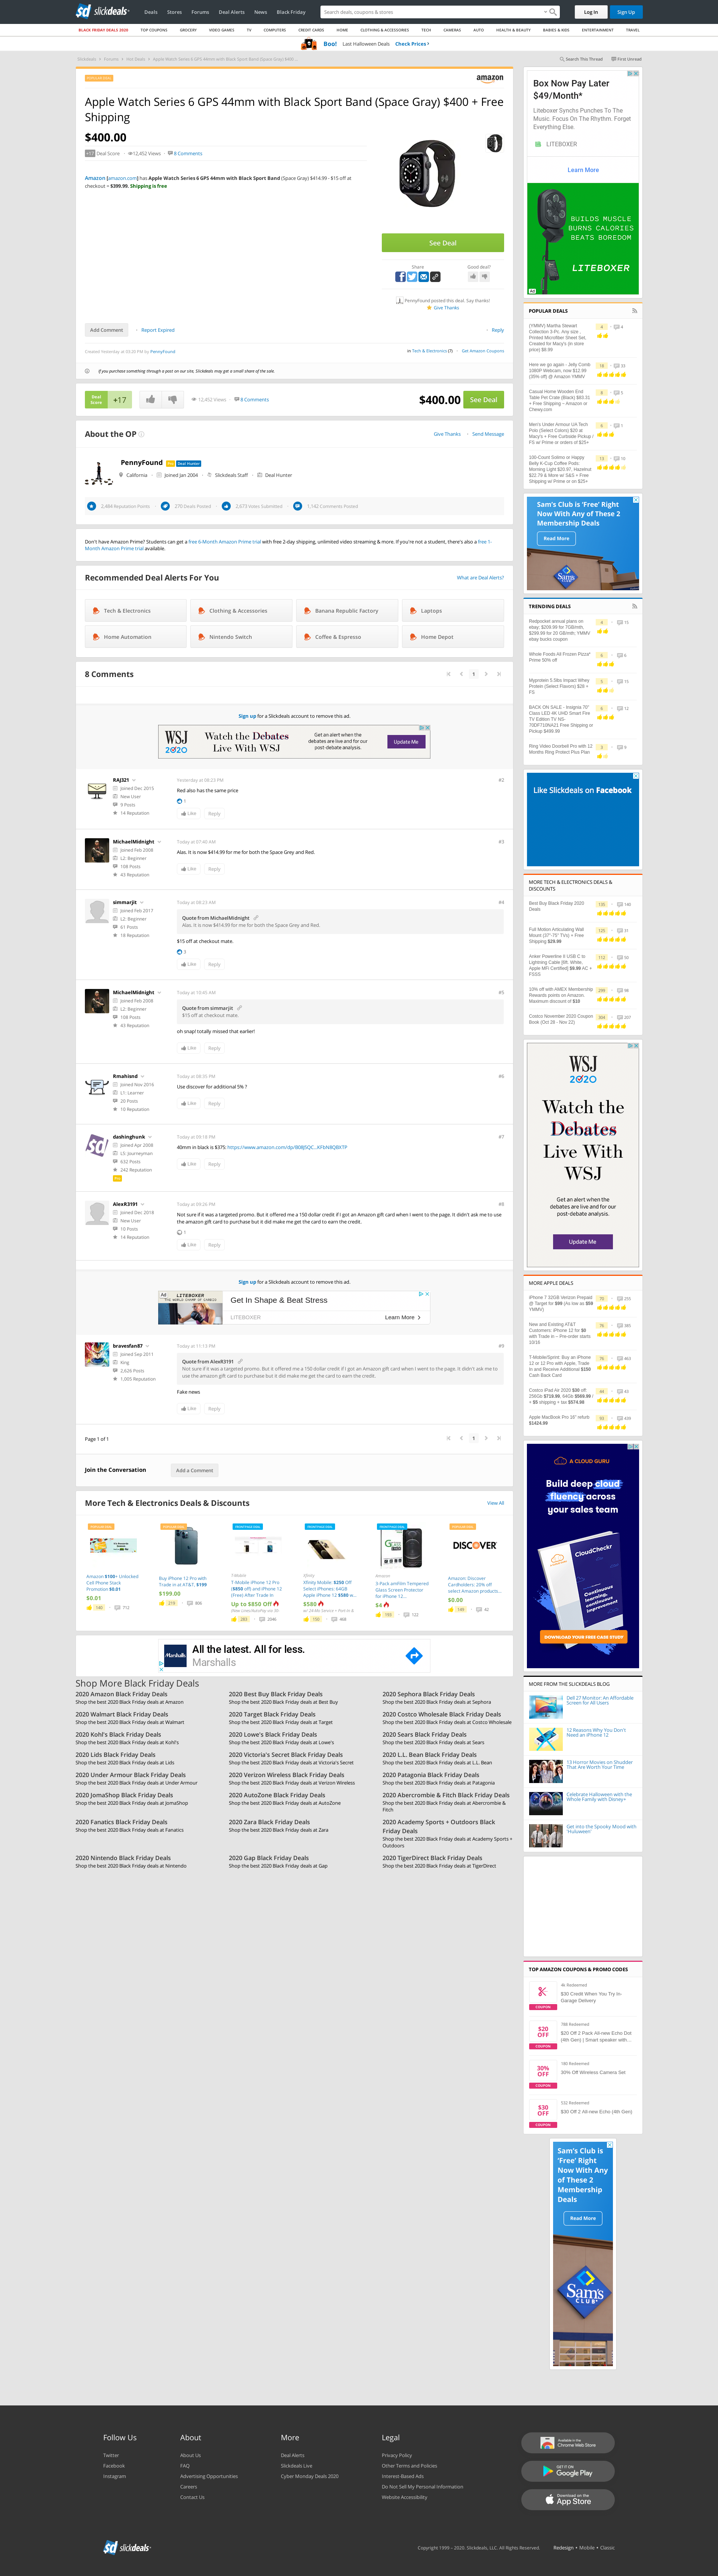 slickdeals
Deals Stores Forums Deal Alerts News Black Friday
Search deals, coupons & stores
Log In Sign Up
BLACK FRIDAY DEALS 2020 TOP COUPONS GROCERY VIDEO GAMES TV COMPUTERS CREDIT CARDS HOME CLOTHING & ACCESSORIES TECH CAMERAS AUTO HEALTH & BEAUTY BABIES & KIDS ENTERTAINMENT TRAVEL
Boo! Last Halloween Deals Check Prices
Slickdeals > Forums > Hot Deals > Apple Watch Series 6 GPS 44mm with Black Sport Band (Space Gray) $400 ...
Search This Thread First Unread
amazon
Apple Watch Series 6 GPS 44mm with Black Sport Band (Space Gray) $400 + Free
Shipping
$400.00
+17 Deal Score 12,452 Views 8 Comments
Amazon [amazon.com] has Apple Watch Series 6 GPS 44mm with Black Sport Band (Space Gray) $414.99 - $15 off at
checkout = $399.99. Shipping is free
See Deal
Share Good deal?
PennyFound posted this deal. Say thanks!
Give Thanks
Add Comment Report Expired Reply
Created Yesterday at 03:20 PM by PennyFound
in Tech & Electronics (7) Get Amazon Coupons
If you purchase something through a post on our site, Slickdeals may get a small share of the sale.
Deal
Score +17
12,452 Views 8 Comments $400.00 See Deal
About the OP Give Thanks Send Message
PennyFound Pro Deal Hunter
California Joined Jan 2004 Slickdeals Staff Deal Hunter
2,484 Reputation Points 270 Deals Posted 2,673 Votes Submitted 1,142 Comments Posted
Don't have Amazon Prime? Students can get a free 6-Month Amazon Prime trial with free 2-day shipping, unlimited video streaming & more. If you're not a student, there's also a free 1-
Month Amazon Prime trial available.
Recommended Deal Alerts For You What are Deal Alerts?
Tech & Electronics Clothing & Accessories Banana Republic Factory Laptops
Home Automation Nintendo Switch Coffee & Espresso Home Depot
8 Comments 1
Sign up for a Slickdeals account to remove this ad.
WSJ
2020
Watch the Debates
Live With WSJ
Get an alert when the
debates are live and for our
post-debate analysis.
Update Me
RAJ321
Joined Dec 2013
New User
9 Posts
14 Reputation
Yesterday at 08:23 PM #2
Red also has the same price
1
Like Reply
MichaelMidnight
Joined Feb 2008
L2: Beginner
108 Posts
43 Reputation
Today at 07:40 AM #3
Alas. It is now $414.99 for me for both the Space Grey and Red.
Like Reply
simmarjit
Joined Feb 2017
L2: Beginner
61 Posts
18 Reputation
Today at 08:23 AM #4
Quote from MichaelMidnight
Alas. It is now $414.99 for me for both the Space Grey and Red.
$15 off at checkout mate.
3
Like Reply
MichaelMidnight
Joined Feb 2008
L2: Beginner
108 Posts
43 Reputation
Today at 10:45 AM #5
Quote from simmarjit
$15 off at checkout mate.
oh snap! totally missed that earlier!
Like Reply
Rmahisnd
Joined Nov 2016
L1: Learner
20 Posts
10 Reputation
Today at 08:35 PM #6
Use discover for additional 5% ?
Like Reply
dashinghunk
Joined Apr 2008
L5: Journeyman
632 Posts
242 Reputation
Pro
Today at 09:18 PM #7
40mm in black is $375: https://www.amazon.com/dp/B08J5QC...KFbN8QBXTP
Like Reply
AlexR3191
Joined Dec 2018
New User
10 Posts
14 Reputation
Today at 09:26 PM #8
Not sure if it was a targeted promo. But it offered me a 150 dollar credit if I got an Amazon gift card when I went to the page. It didn't ask me to use
the amazon gift card to purchase but it did make me get the card to earn the credit.
1
Like Reply
Sign up for a Slickdeals account to remove this ad.
LITEBOXER
Get In Shape & Beat Stress
LITEBOXER Learn More
bravesfan87
Joined Sep 2011
King
2,626 Posts
1,005 Reputation
Today at 11:13 PM #9
Quote from AlexR3191
Not sure if it was a targeted promo. But it offered me a 150 dollar credit if I got an Amazon gift card when I went to the page. It didn't ask me to
use the amazon gift card to purchase but it did make me get the card to earn the credit.
Fake news
Like Reply
Page 1 of 1 1
Join the Conversation Add a Comment
More Tech & Electronics Deals & Discounts View All
Amazon $100+ Unlocked
Cell Phone Stack
Promotion $0.01
$0.01
140 712
Buy iPhone 12 Pro with
Trade in at AT&T, $199
$199.00
T-Mobile iPhone 12 Pro
($850 off) and iPhone 12
(Free) After Trade In
Up to $850 Off
Xfinity
Xfinity Mobile: $250 Off
Select iPhones: 64GB
Apple iPhone 12 $580 w...
$580
Amazon
3-Pack amFilm Tempered
Glass Screen Protector
for iPhone 12...
$4
DISCOVER
Amazon: Discover
Cardholders: 20% off
select Amazon products...
$0.00
All the latest. All for less.
Marshalls
Shop More Black Friday Deals
2020 Amazon Black Friday Deals
Shop the best 2020 Black Friday deals at Amazon
2020 Best Buy Black Friday Deals
Shop the best 2020 Black Friday deals at Best Buy
2020 Sephora Black Friday Deals
Shop the best 2020 Black Friday deals at Sephora
2020 Walmart Black Friday Deals
Shop the best 2020 Black Friday deals at Walmart
2020 Target Black Friday Deals
Shop the best 2020 Black Friday deals at Target
2020 Costco Wholesale Black Friday Deals
Shop the best 2020 Black Friday deals at Costco Wholesale
2020 Kohl's Black Friday Deals
Shop the best 2020 Black Friday deals at Kohl's
2020 Lowe's Black Friday Deals
Shop the best 2020 Black Friday deals at Lowe's
2020 Sears Black Friday Deals
Shop the best 2020 Black Friday deals at Sears
2020 Lids Black Friday Deals
Shop the best 2020 Black Friday deals at Lids
2020 Victoria's Secret Black Friday Deals
Shop the best 2020 Black Friday deals at Victoria's Secret
2020 L.L. Bean Black Friday Deals
Shop the best 2020 Black Friday deals at L.L. Bean
2020 Under Armour Black Friday Deals
Shop the best 2020 Black Friday deals at Under Armour
2020 Verizon Wireless Black Friday Deals
Shop the best 2020 Black Friday deals at Verizon Wireless
2020 Patagonia Black Friday Deals
Shop the best 2020 Black Friday deals at Patagonia
2020 JomaShop Black Friday Deals
Shop the best 2020 Black Friday deals at JomaShop
2020 AutoZone Black Friday Deals
Shop the best 2020 Black Friday deals at AutoZone
2020 Abercrombie & Fitch Black Friday Deals
Shop the best 2020 Black Friday deals at Abercrombie &
Fitch
2020 Fanatics Black Friday Deals
Shop the best 2020 Black Friday deals at Fanatics
2020 Zara Black Friday Deals
Shop the best 2020 Black Friday deals at Zara
2020 Academy Sports + Outdoors Black
Friday Deals
Shop the best 2020 Black Friday deals at Academy Sports +
Outdoors
2020 Nintendo Black Friday Deals
Shop the best 2020 Black Friday deals at Nintendo
2020 Gap Black Friday Deals
Shop the best 2020 Black Friday deals at Gap
2020 TigerDirect Black Friday Deals
Shop the best 2020 Black Friday deals at TigerDirect
Box Now Pay Later
$49/Month*
Liteboxer Synchs Punches To The
Music. Focus On The Rhythm. Forget
Everything Else.
LITEBOXER
Learn More
MUSCLE SOLDIER
BUILDS P.R.
CALORIES
BEATS BOREDOM
LITEBOXER
POPULAR DEALS
(YMMV) Martha Stewart
Collection 3-Pc. Any size ,
Printed Microfiber Sheet Set,
Created for Macy's (In store
price) $8.99
Here we go again - Jelly Comb
1080P Webcam, now $12.99
(35% off) @ Amazon YMMV
Casual Home Wooden End
Table Pet Crate (Black) $63.31
+ Free Shipping ~ Amazon or
Chewy.com
Men's Under Armour UA Tech
Polo (Select Colors) $20 at
Macy's + Free Curbside Pickup /
FS w/ Prime or orders of $25+
100-Count Solimo or Happy
Belly K-Cup Coffee Pods:
Morning Light $20.97, Hazelnut
$22.79 & More w/ S&S + Free
Shipping w/ Prime or on $25+
Sam's Club is 'Free' Right
Now With Any of These 2
Membership Deals
Read More
Sam's
TRENDING DEALS
Redpocket annual plans on
ebay: $209.99 for 7GB/mth,
$299.99 for 20 GB/mth; YMMV
ebay bucks coupon
Whole Foods All Frozen Pizza*
Prime 50% off
Myprotein 5.5lbs Impact Whey
Protein (Select Flavors) $28 +
FS
BACK ON SALE - Insignia 70"
Class LED 4K UHD Smart Fire
TV Edition TV NS-
70DF710NA21 Free Shipping or
Pickup $499.99
Ring Video Doorbell Pro with 12
Months Ring Protect Plus Plan
Like Slickdeals on Facebook
MORE TECH & ELECTRONICS DEALS &
DISCOUNTS
Best Buy Black Friday 2020
Deals
Full Motion Articulating Wall
Mount (37"-75" TVs) + Free
Shipping $29.99
Anker Powerline II USB C to
Lightning Cable [9ft, White,
Apple MFi Certified] $9.99 AC +
FSSS
10% off with AMEX Membership
Rewards points on Amazon:
Maximum discount of $10
Costco November 2020 Coupon
Book (Oct 28 - Nov 22)
WSJ
2020
Watch the
Debates
Live With
WSJ
Get an alert when the
debates are live and for our
post-debate analysis.
Update Me
MORE APPLE DEALS
iPhone 7 32GB Verizon Prepaid
@ Target for $99 (As low as $59
YMMV)
New and Existing AT&T
Customers: iPhone 12 for $0
with Trade in – Pre-order starts
10/16
T-Mobile/Sprint: Buy an iPhone
12 or 12 Pro with Apple, Trade
In and Receive Additional $150
Cash Back Card
Costco iPad Air 2020 $30 off:
256Gb $719.99, 64Gb $569.99 /
+ $5 shipping + tax $574.98
Apple MacBook Pro 16" refurb
$1424.99
A CLOUD GURU
Build deep cloud
fluency across
your sales team
CloudChecker
Continuous
learning for
continuous
improvement
DOWNLOAD YOUR FREE CASE STUDY
MORE FROM THE SLICKDEALS BLOG
Dell 27 Monitor: An Affordable
Screen for All Users
12 Reasons Why You Don't
Need an iPhone 12
13 Horror Movies on Shudder
That Are Worth Your Time
Celebrate Halloween with the
Whole Family with Disney+
Get into the Spooky Mood with
'Huluween'
TOP AMAZON COUPONS & PROMO CODES
4k Redeemed
$30 Credit When You Try In-
Garage Delivery
COUPON
788 Redeemed
$20
OFF
$20 Off 2 Pack All-new Echo Dot
(4th Gen) | Smart speaker with...
COUPON
180 Redeemed
30%
OFF
30% Off Wireless Camera Set
COUPON
532 Redeemed
$30
OFF
$30 Off 2 All-new Echo (4th Gen)
COUPON
Sam's Club is
'Free' Right
Now With Any
of These 2
Membership
Deals
Read More
Sam's
CLUB
Follow Us
Twitter
Facebook
Instagram
About
About Us
FAQ
Advertising Opportunities
Careers
Contact Us
More
Deal Alerts
Slickdeals Live
Cyber Monday Deals 2020
Legal
Privacy Policy
Other Terms and Policies
Interest-Based Ads
Do Not Sell My Personal Information
Website Accessibility
Available in the
Chrome Web Store
GET IT ON
Google Play
Download on the
App Store
slickdeals
Copyright 1999 – 2020. Slickdeals, LLC. All Rights Reserved. Redesign • Mobile • Classic